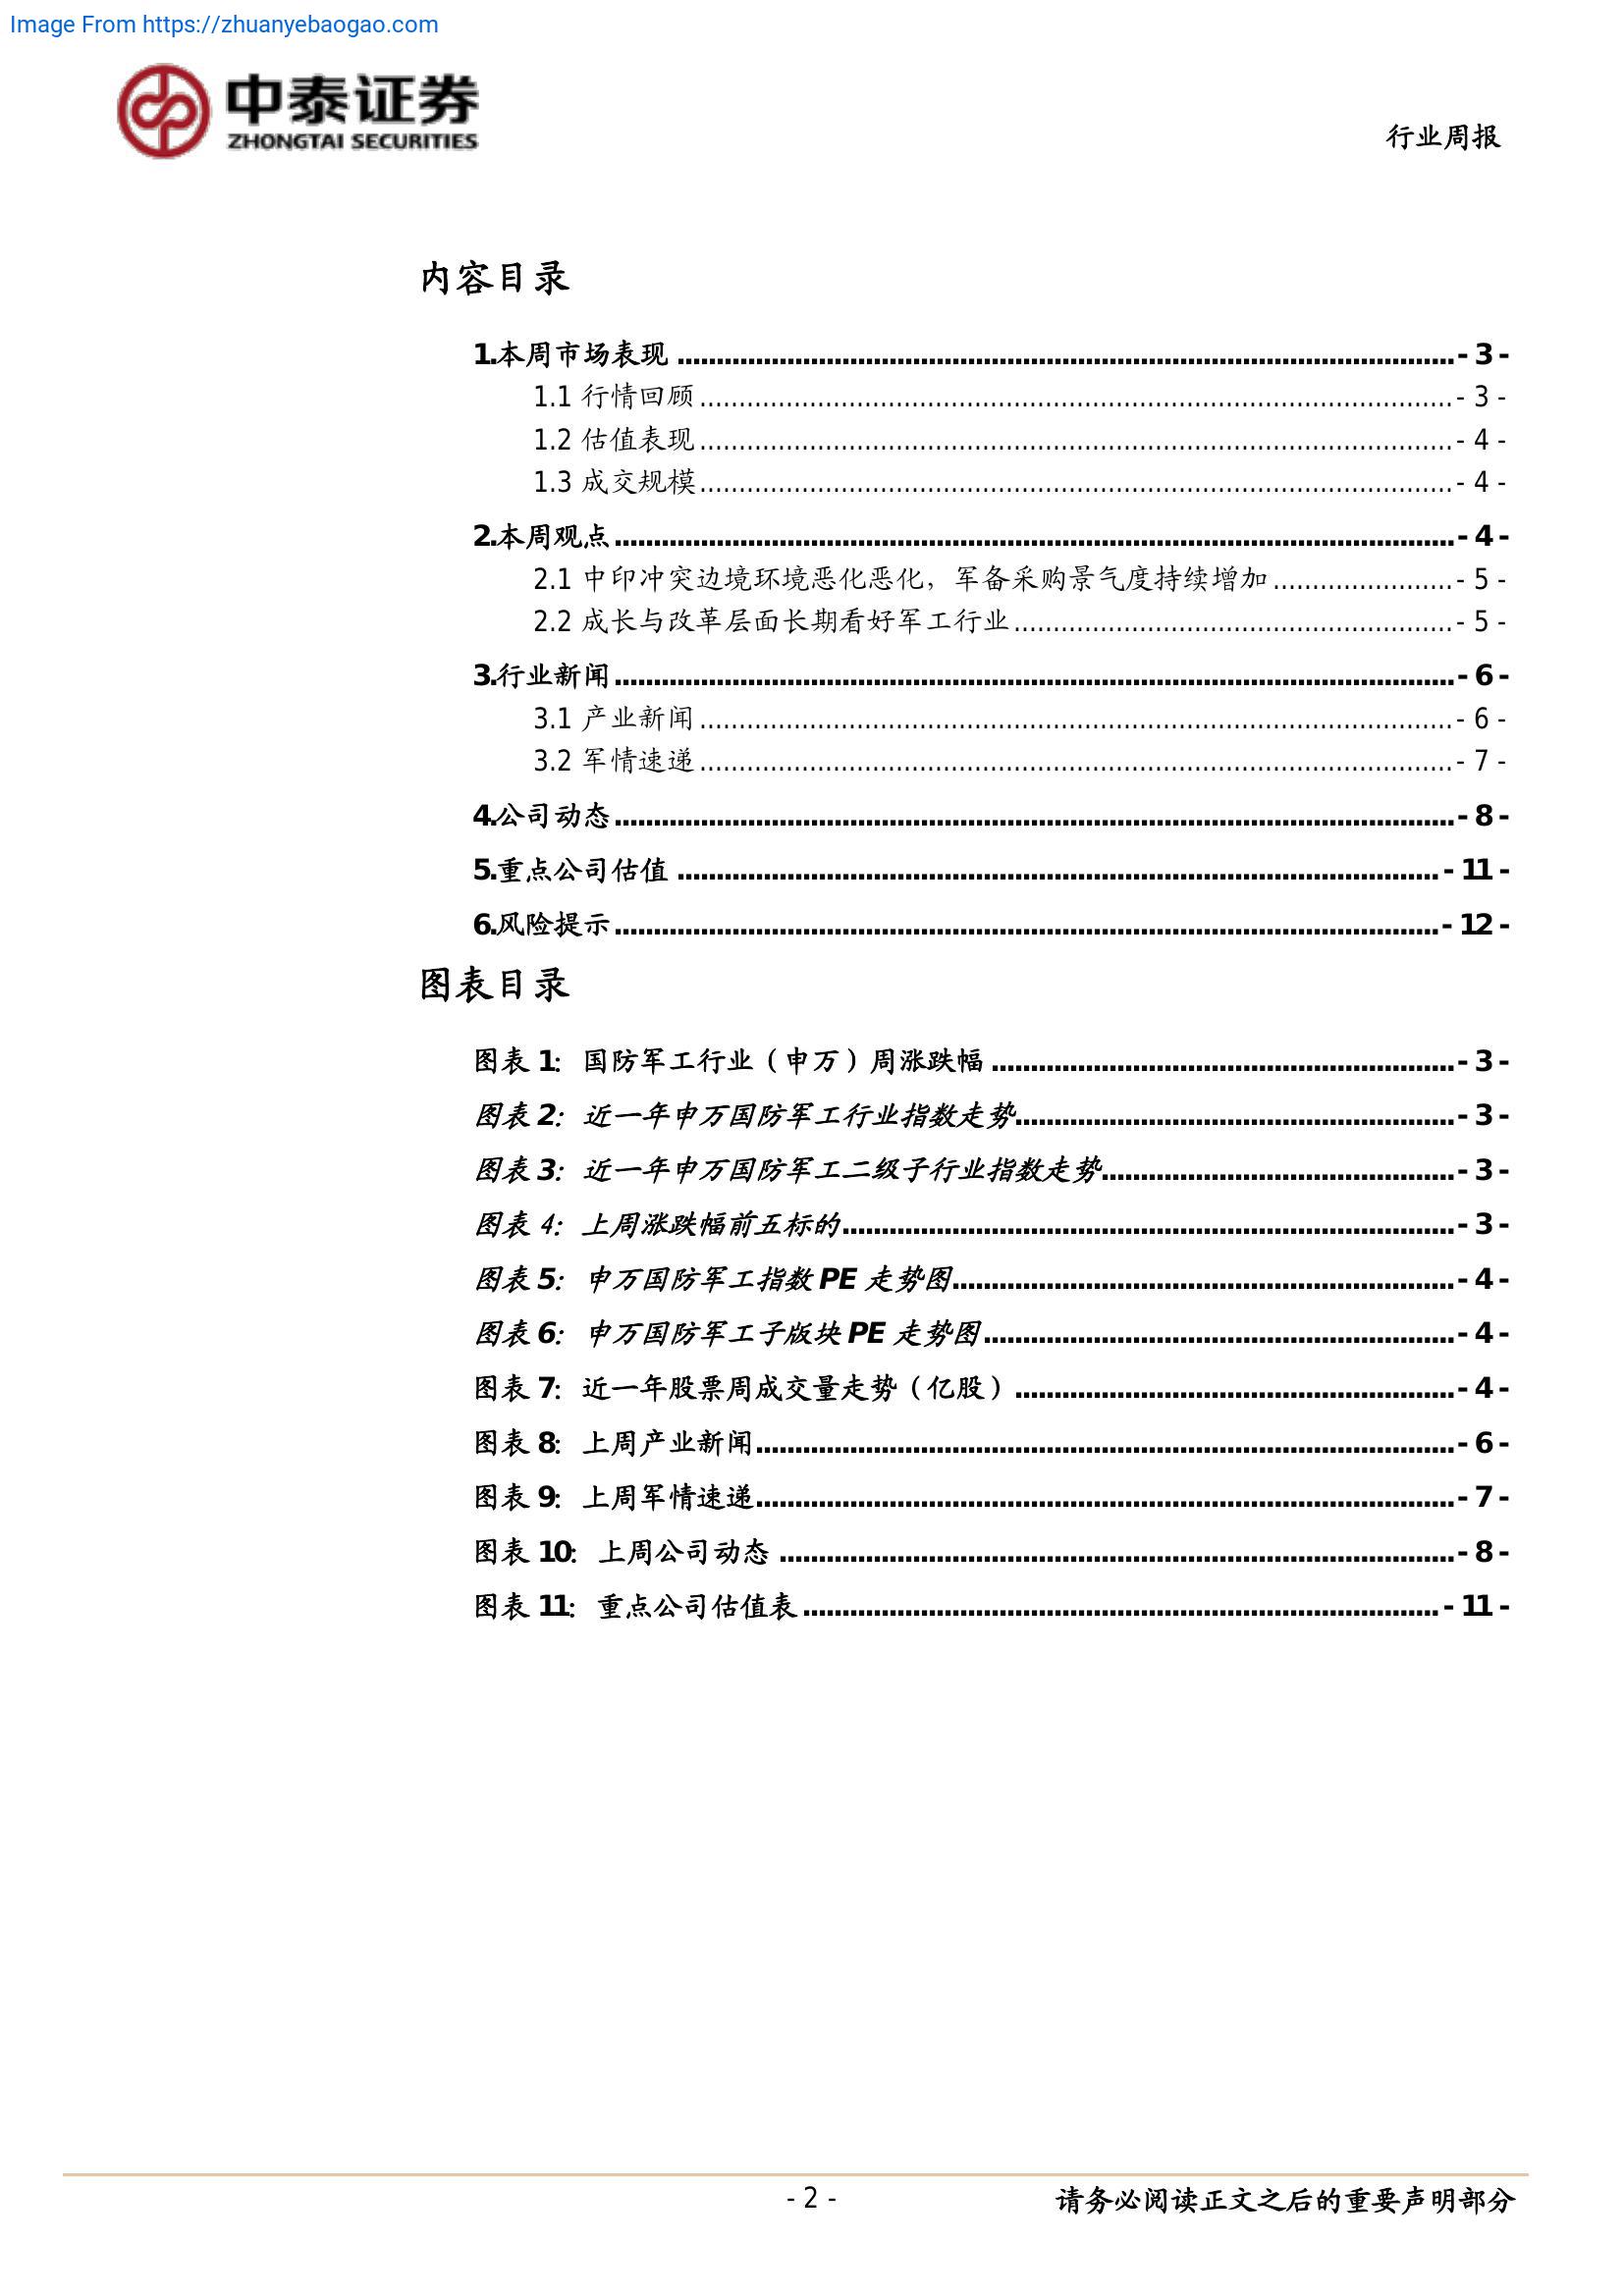 Image From https://zhuanyebaogao.com
中泰证券
ZHONGTAI SECURITIES
行业周报
内容目录
1.本周市场表现 ........................................ - 3 -
1.1 行情回顾 ........................................ - 3 -
1.2 估值表现 ........................................ - 4 -
1.3 成交规模 ........................................ - 4 -
2.本周观点 ........................................ - 4 -
2.1 中印冲突边境环境恶化恶化，军备采购景气度持续增加 ........................................ - 5 -
2.2 成长与改革层面长期看好军工行业 ........................................ - 5 -
3.行业新闻 ........................................ - 6 -
3.1 产业新闻 ........................................ - 6 -
3.2 军情速递 ........................................ - 7 -
4.公司动态 ........................................ - 8 -
5.重点公司估值 ........................................ - 11 -
6.风险提示 ........................................ - 12 -
图表目录
图表 1：国防军工行业（申万）周涨跌幅 ........................................ - 3 -
图表 2：近一年申万国防军工行业指数走势 ........................................ - 3 -
图表 3：近一年申万国防军工二级子行业指数走势 ........................................ - 3 -
图表 4：上周涨跌幅前五标的 ........................................ - 3 -
图表 5：申万国防军工指数 PE 走势图 ........................................ - 4 -
图表 6：申万国防军工子版块 PE 走势图 ........................................ - 4 -
图表 7：近一年股票周成交量走势（亿股） ........................................ - 4 -
图表 8：上周产业新闻 ........................................ - 6 -
图表 9：上周军情速递 ........................................ - 7 -
图表 10：上周公司动态 ........................................ - 8 -
图表 11：重点公司估值表 ........................................ - 11 -
- 2 -
请务必阅读正文之后的重要声明部分